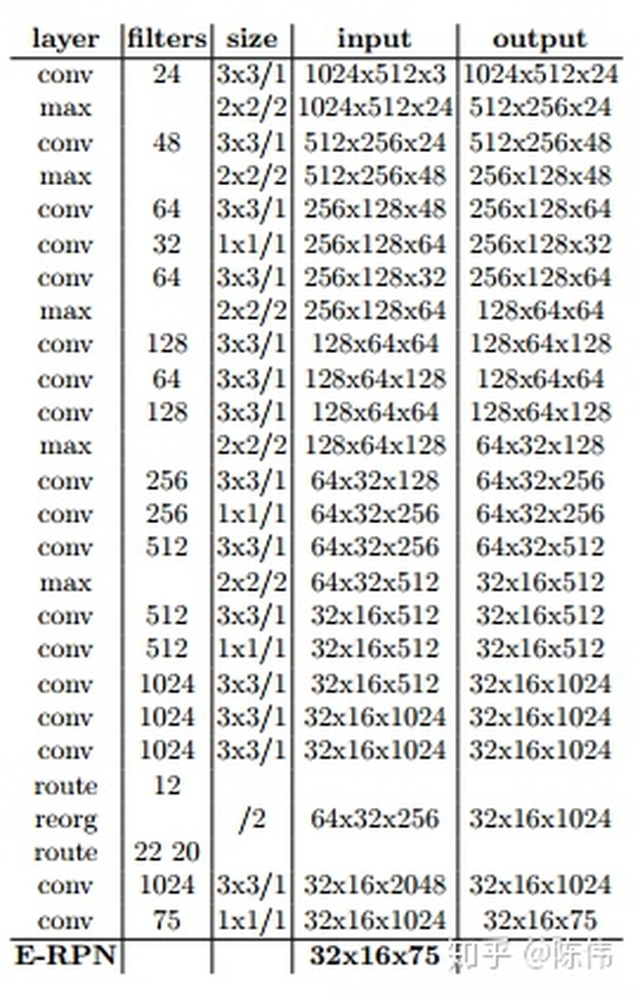 layer filters size input output
conv 24 3x3/1 1024x512x3 1024x512x24
max 2x2/2 1024x512x24 512x256x24
conv 48 3x3/1 512x256x24 512x256x48
max 2x2/2 512x256x48 256x128x48
conv 64 3x3/1 256x128x48 256x128x64
conv 32 1x1/1 256x128x64 256x128x32
conv 64 3x3/1 256x128x32 256x128x64
max 2x2/2 256x128x64 128x64x64
conv 128 3x3/1 128x64x64 128x64x128
conv 64 3x3/1 128x64x128 128x64x64
conv 128 3x3/1 128x64x64 128x64x128
max 2x2/2 128x64x128 64x32x128
conv 256 3x3/1 64x32x128 64x32x256
conv 256 1x1/1 64x32x256 64x32x256
conv 512 3x3/1 64x32x256 64x32x512
max 2x2/2 64x32x512 32x16x512
conv 512 3x3/1 32x16x512 32x16x512
conv 512 1x1/1 32x16x512 32x16x512
conv 1024 3x3/1 32x16x512 32x16x1024
conv 1024 3x3/1 32x16x1024 32x16x1024
conv 1024 3x3/1 32x16x1024 32x16x1024
route 12
reorg /2 64x32x256 32x16x1024
route 22 20
conv 1024 3x3/1 32x16x2048 32x16x1024
conv 75 1x1/1 32x16x1024 32x16x75
E-RPN 32x16x75
知乎 @陈伟